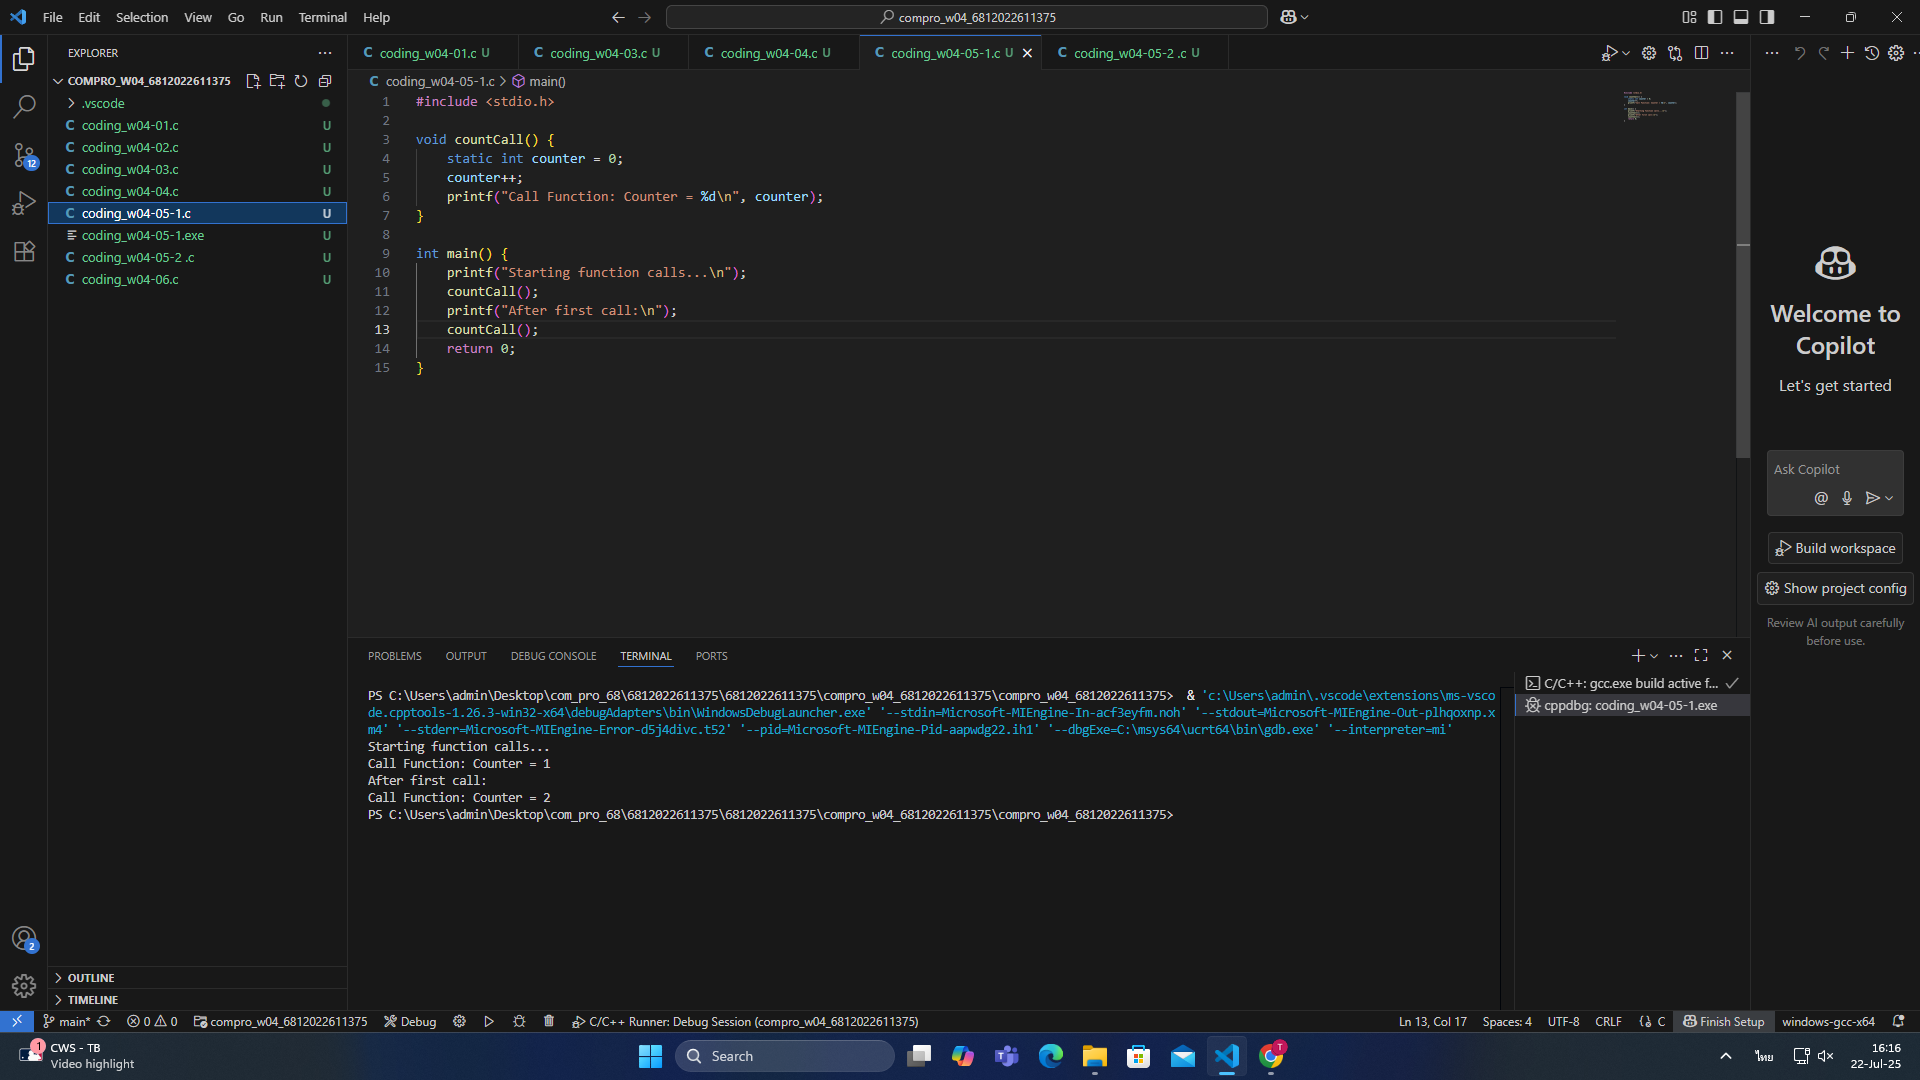 File Edit Selection View Go Run Terminal Help
compro_w04_6812022611375
EXPLORER
COMPRO_W04_6812022611375
.vscode
C coding_w04-01.c U
C coding_w04-02.c U
C coding_w04-03.c U
C coding_w04-04.c U
C coding_w04-05-1.c U
coding_w04-05-1.exe U
C coding_w04-05-2 .c U
C coding_w04-06.c U
OUTLINE
TIMELINE
12
2
C coding_w04-01.c U
C coding_w04-03.c U
C coding_w04-04.c U
C coding_w04-05-1.c U
C coding_w04-05-2 .c U
C coding_w04-05-1.c > main()
1 #include <stdio.h>
2
3 void countCall() {
4 static int counter = 0;
5 counter++;
6 printf("Call Function: Counter = %d\n", counter);
7 }
8
9 int main() {
10 printf("Starting function calls...\n");
11 countCall();
12 printf("After first call:\n");
13 countCall();
14 return 0;
15 }
PROBLEMS OUTPUT DEBUG CONSOLE TERMINAL PORTS
PS C:\Users\admin\Desktop\com_pro_68\6812022611375\6812022611375\compro_w04_6812022611375\compro_w04_6812022611375> & 'c:\Users\admin\.vscode\extensions\ms-vsco
de.cpptools-1.26.3-win32-x64\debugAdapters\bin\WindowsDebugLauncher.exe' '--stdin=Microsoft-MIEngine-In-acf3eyfm.noh' '--stdout=Microsoft-MIEngine-Out-plhqoxnp.x
m4' '--stderr=Microsoft-MIEngine-Error-d5j4divc.t52' '--pid=Microsoft-MIEngine-Pid-aapwdg22.ih1' '--dbgExe=C:\msys64\ucrt64\bin\gdb.exe' '--interpreter=mi'
Starting function calls...
Call Function: Counter = 1
After first call:
Call Function: Counter = 2
PS C:\Users\admin\Desktop\com_pro_68\6812022611375\6812022611375\compro_w04_6812022611375\compro_w04_6812022611375>
C/C++: gcc.exe build active f...
cppdbg: coding_w04-05-1.exe
Welcome to
Copilot
Let's get started
Ask Copilot
@
Build workspace
Show project config
Review AI output carefully
before use.
main* 0 0 compro_w04_6812022611375 Debug C/C++ Runner: Debug Session (compro_w04_6812022611375)
Ln 13, Col 17 Spaces: 4 UTF-8 CRLF {} C Finish Setup windows-gcc-x64
1
CWS - TB
Video highlight
Search
T
ไทย
16:16
22-Jul-25